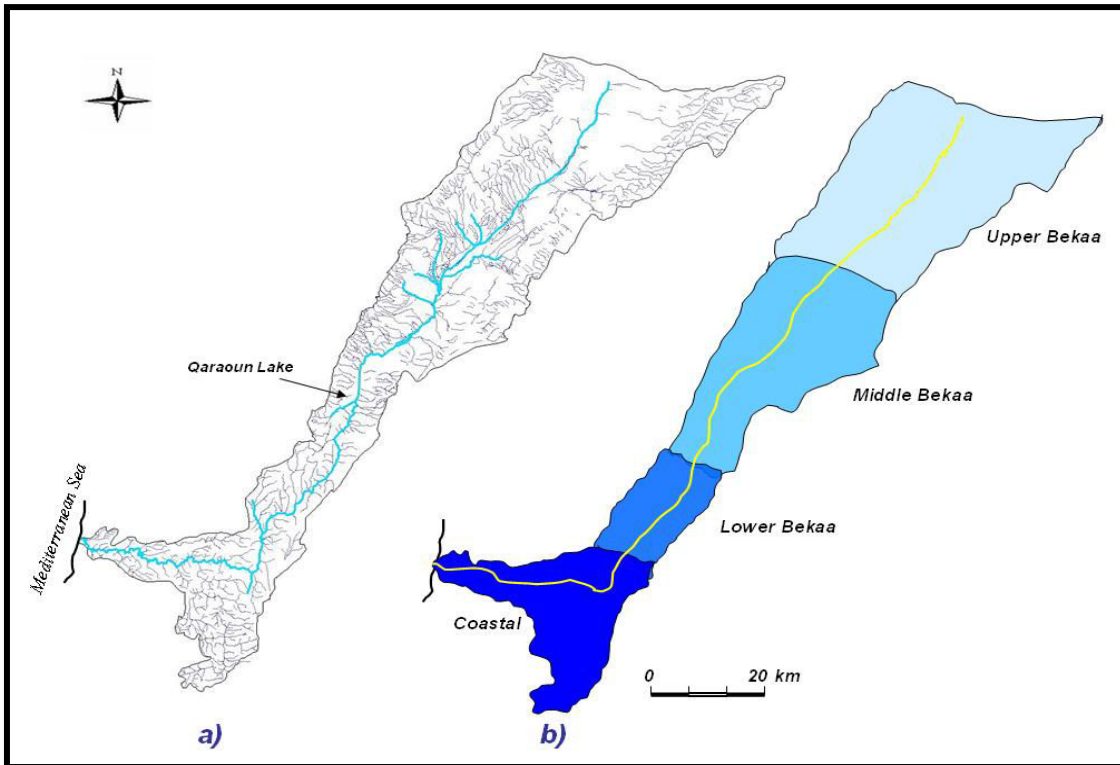 N
Upper Bekaa
Qaraoun Lake
Middle Bekaa
Mediterranean Sea
Lower Bekaa
Coastal
0 20 km
a)
b)